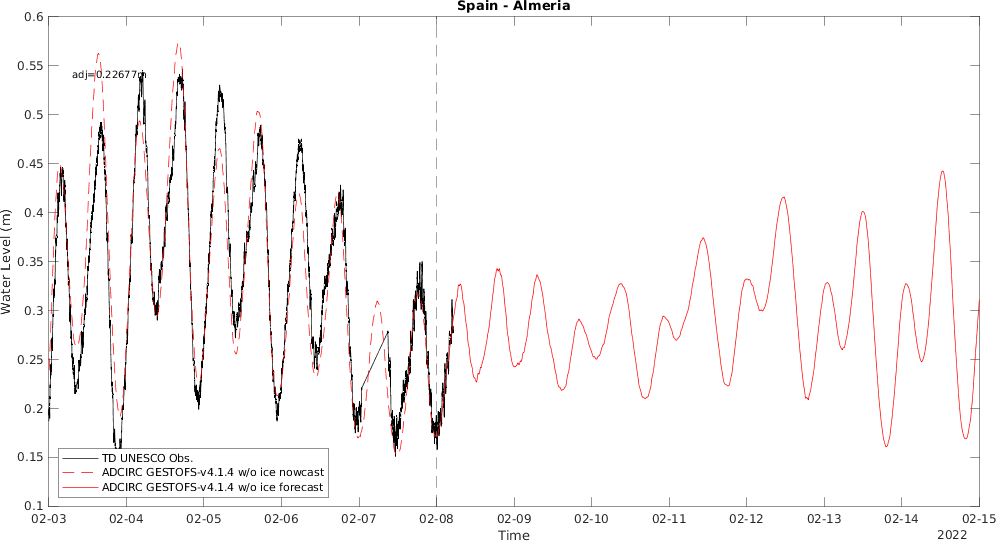 Spain - Almeria
adj=0.22677m
0.6
0.55
0.5
0.45
0.4
0.35
0.3
0.25
0.2
0.15
0.1
Water Level (m)
TD UNESCO Obs.
ADCIRC GESTOFS-v4.1.4 w/o ice nowcast
ADCIRC GESTOFS-v4.1.4 w/o ice forecast
02-03 02-04 02-05 02-06 02-07 02-08 02-09 02-10 02-11 02-12 02-13 02-14 02-15
Time
2022